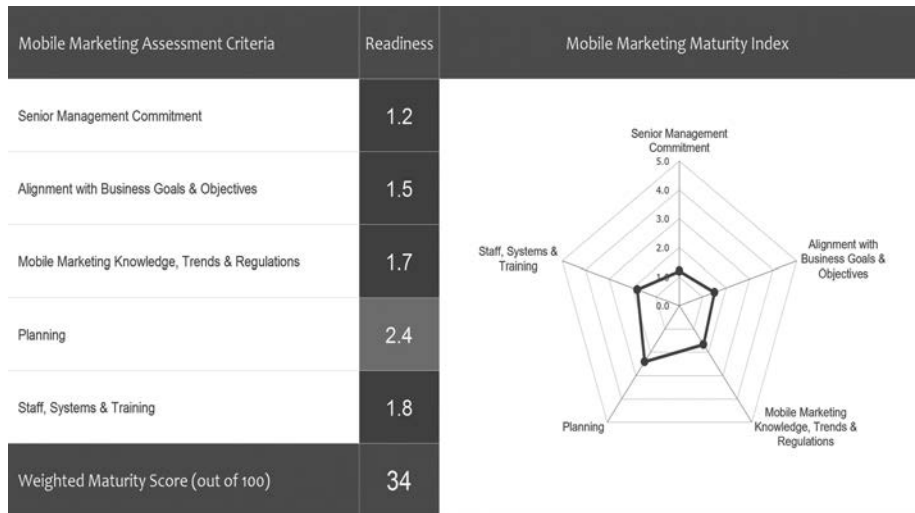 Mobile Marketing Assessment Criteria
Readiness
Mobile Marketing Maturity Index
Senior Management Commitment
1.2
Alignment with Business Goals & Objectives
1.5
Mobile Marketing Knowledge, Trends & Regulations
1.7
Planning
2.4
Staff, Systems & Training
1.8
Weighted Maturity Score (out of 100)
34
Senior Management
Commitment
5.0
4.0
3.0
2.0
1.0
0.0
Alignment with
Business Goals &
Objectives
Mobile Marketing
Knowledge, Trends &
Regulations
Planning
Staff, Systems &
Training